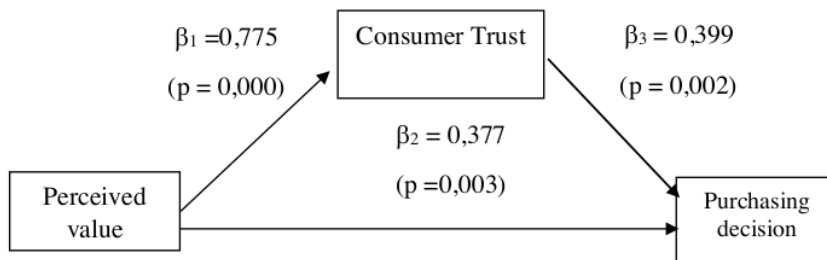 β₁ =0,775
(p = 0,000)
Consumer Trust
β₃ = 0,399
(p = 0,002)
β₂ = 0,377
(p =0,003)
Perceived
value
Purchasing
decision